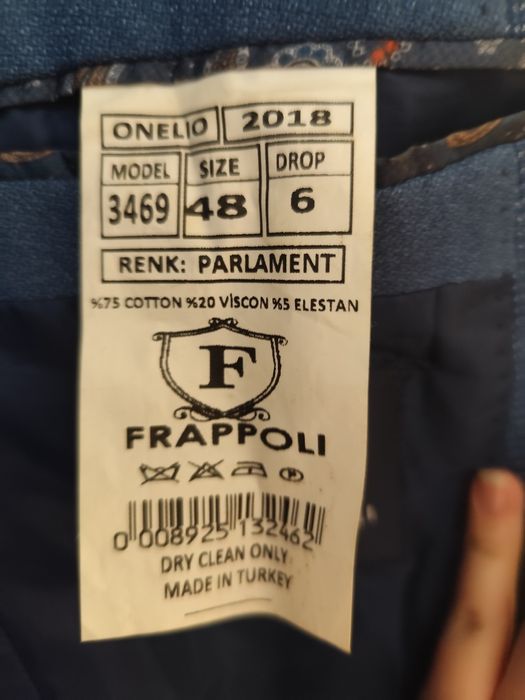 ONELIO 2018
MODEL SIZE DROP
3469 48 6
RENK: PARLAMENT
%75 COTTON %20 VİSCON %5 ELESTAN
F
FRAPPOLI
P
0 008925 132462
DRY CLEAN ONLY
MADE IN TURKEY